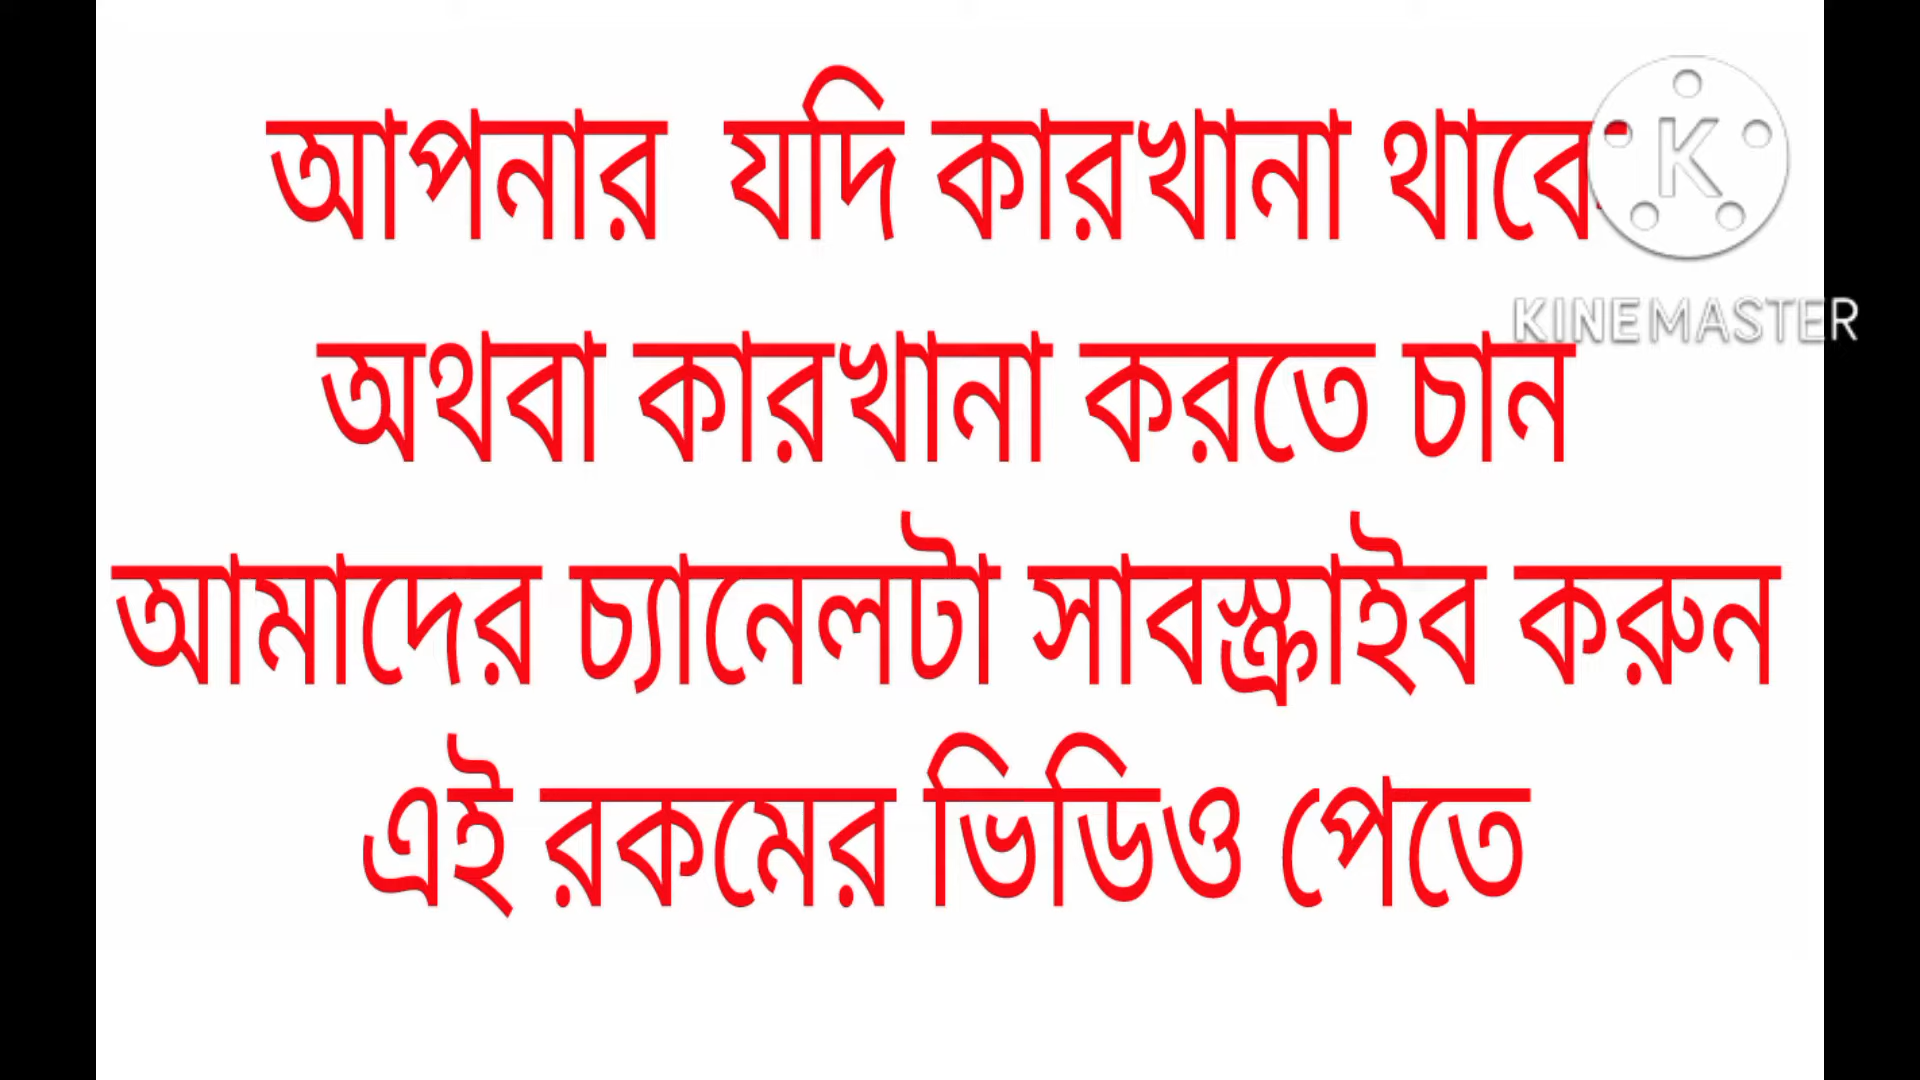 আপনার যদি কারখানা থাবে
অথবা কারখানা করতে চান
আমাদের চ্যানেলটা সাবস্ক্রাইব করুন
এই রকমের ভিডিও পেতে
K
KINEMASTER